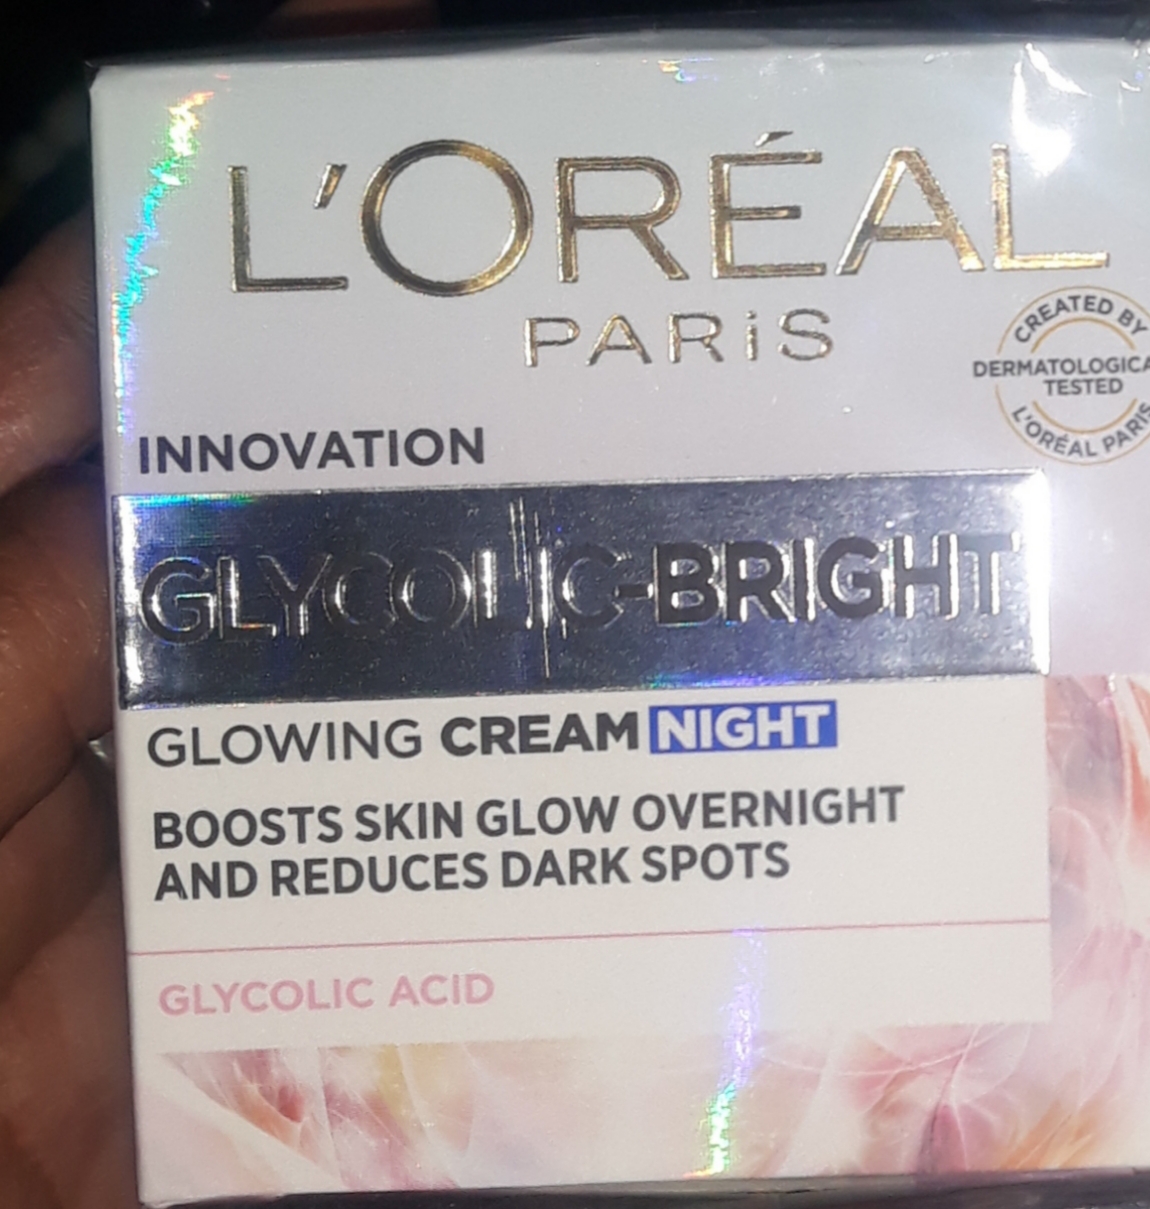 L'ORÉAL
PARiS
CREATED BY
DERMATOLOGICA
TESTED
L'ORÉAL PARIS
INNOVATION
GLYCOLIC-BRIGHT
GLOWING CREAM NIGHT
BOOSTS SKIN GLOW OVERNIGHT
AND REDUCES DARK SPOTS
GLYCOLIC ACID